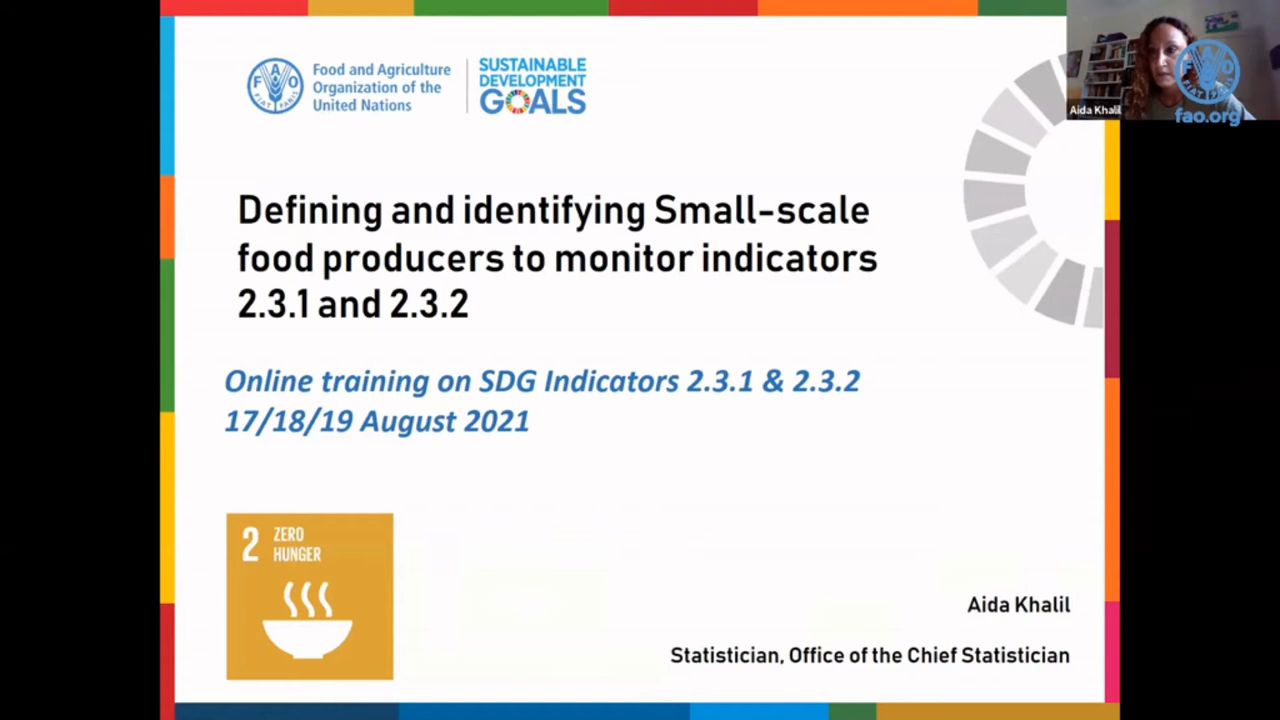 Food and Agriculture
Organization of the
United Nations
SUSTAINABLE
DEVELOPMENT
GOALS
F A O
FIAT PANIS
Aida Khalil
fao.org
Defining and identifying Small-scale
food producers to monitor indicators
2.3.1 and 2.3.2
Online training on SDG Indicators 2.3.1 & 2.3.2
17/18/19 August 2021
2 ZERO
HUNGER
Aida Khalil
Statistician, Office of the Chief Statistician